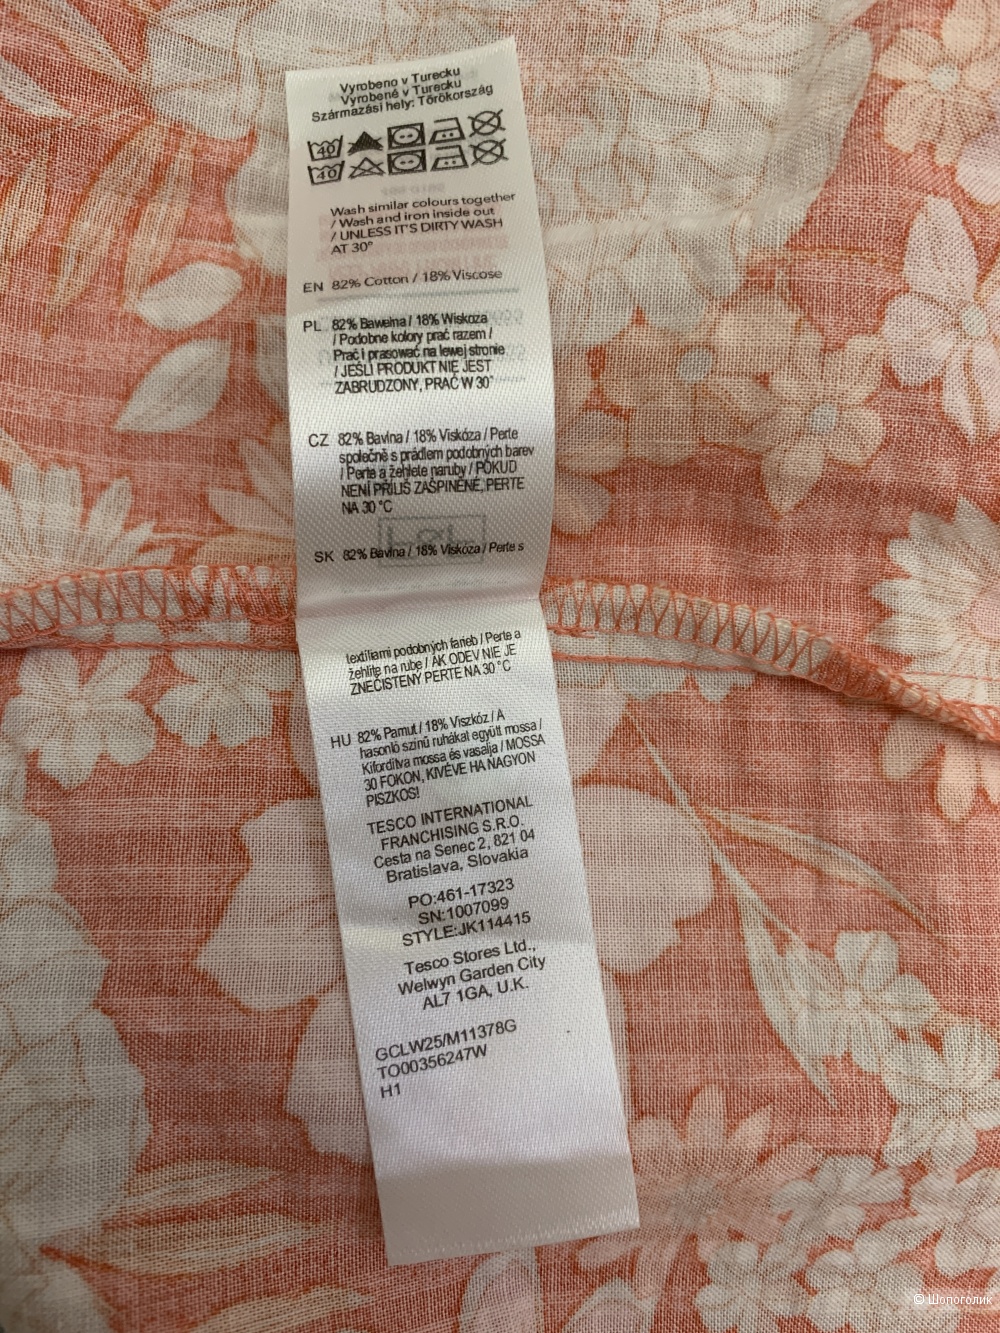 Vyrobeno v Turecku
Vyrobené v Turecku
Származási hely: Törökország
40
40
Wash similar colours together
/ Wash and iron inside out
/ UNLESS IT'S DIRTY WASH
AT 30°
EN 82% Cotton / 18% Viscose
PL 82% Bawełna / 18% Wiskoza
/ Podobne kolory prać razem /
Prać i prasować na lewej stronie
/ JEŚLI PRODUKT NIE JEST
ZABRUDZONY, PRAĆ W 30°
CZ 82% Bavlna / 18% Viskóza / Perte
společně s prádlem podobných barev
/ Perte a žehlete naruby / POKUD
NENÍ PŘÍLIŠ ZAŠPINĚNÉ, PERTE
NA 30 °C
SK 82% Bavlna / 18% Viskóza / Perte s
textíliami podobných farieb / Perte a
žehlite na rube / AK ODEV NIE JE
ZNEČISTENÝ PERTE NA 30 °C
HU 82% Pamut / 18% Viszkóz / A
hasonló színű ruhákat együtt mossa /
Kifordítva mossa és vasalja / MOSSA
30 FOKON, KIVÉVE HA NAGYON
PISZKOS!
TESCO INTERNATIONAL
FRANCHISING S.R.O.
Cesta na Senec 2, 821 04
Bratislava, Slovakia
PO:461-17323
SN:1007099
STYLE:JK114415
Tesco Stores Ltd.,
Welwyn Garden City
AL7 1GA, U.K.
GCLW25/M11378G
TO00356247W
H1
© Шопоголик